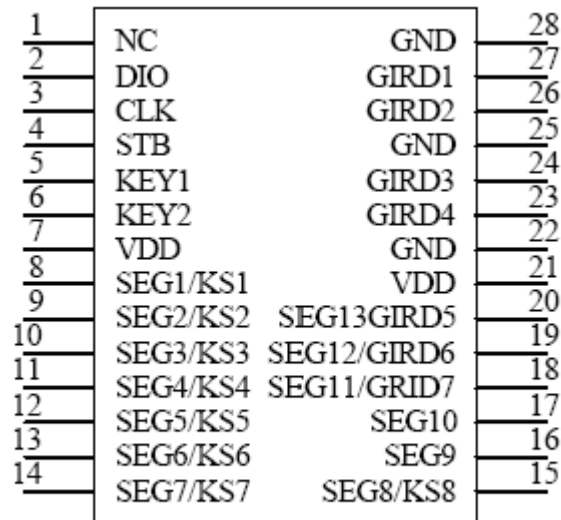 1 NC GND 28
2 DIO GIRD1 27
3 CLK GIRD2 26
4 STB GND 25
5 KEY1 GIRD3 24
6 KEY2 GIRD4 23
7 VDD GND 22
8 SEG1/KS1 VDD 21
9 SEG2/KS2 SEG13GIRD5 20
10 SEG3/KS3 SEG12/GIRD6 19
11 SEG4/KS4 SEG11/GRID7 18
12 SEG5/KS5 SEG10 17
13 SEG6/KS6 SEG9 16
14 SEG7/KS7 SEG8/KS8 15